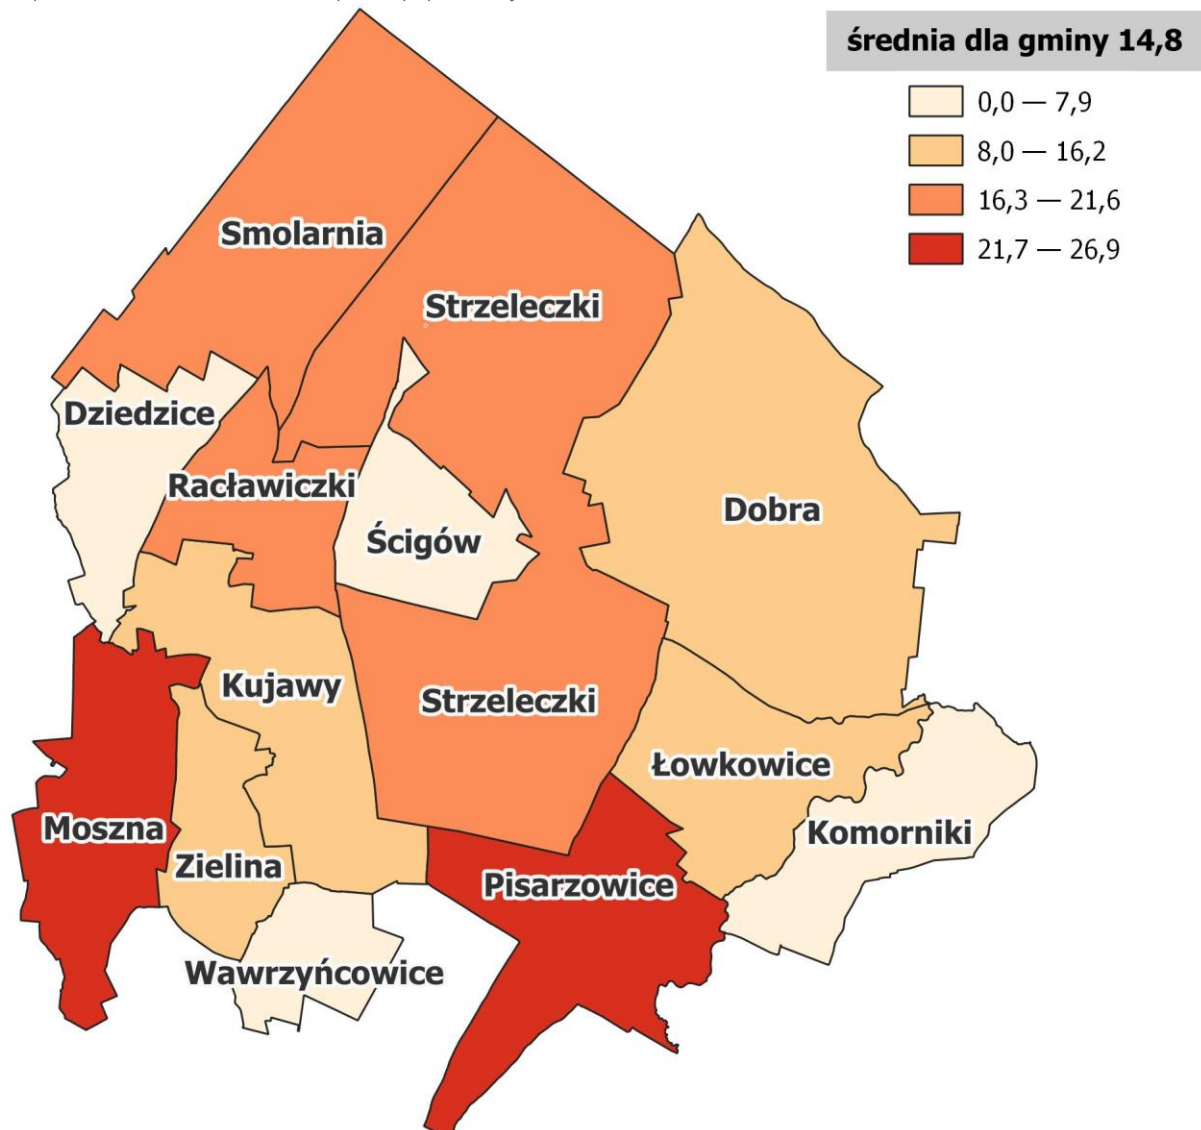 średnia dla gminy 14,8
0,0 — 7,9
8,0 — 16,2
16,3 — 21,6
21,7 — 26,9
Smolarnia
Strzeleczki
Dziedzice
Racławiczki
Dobra
Ścigów
Kujawy
Strzeleczki
Łowkowice
Moszna
Komorniki
Zielina
Pisarzowice
Wawrzyńcowice